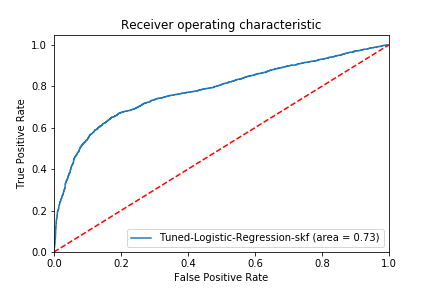 Receiver operating characteristic
1.0
0.8
0.6
0.4
0.2
0.0
True Positive Rate
Tuned-Logistic-Regression-skf (area = 0.73)
0.0 0.2 0.4 0.6 0.8 1.0
False Positive Rate